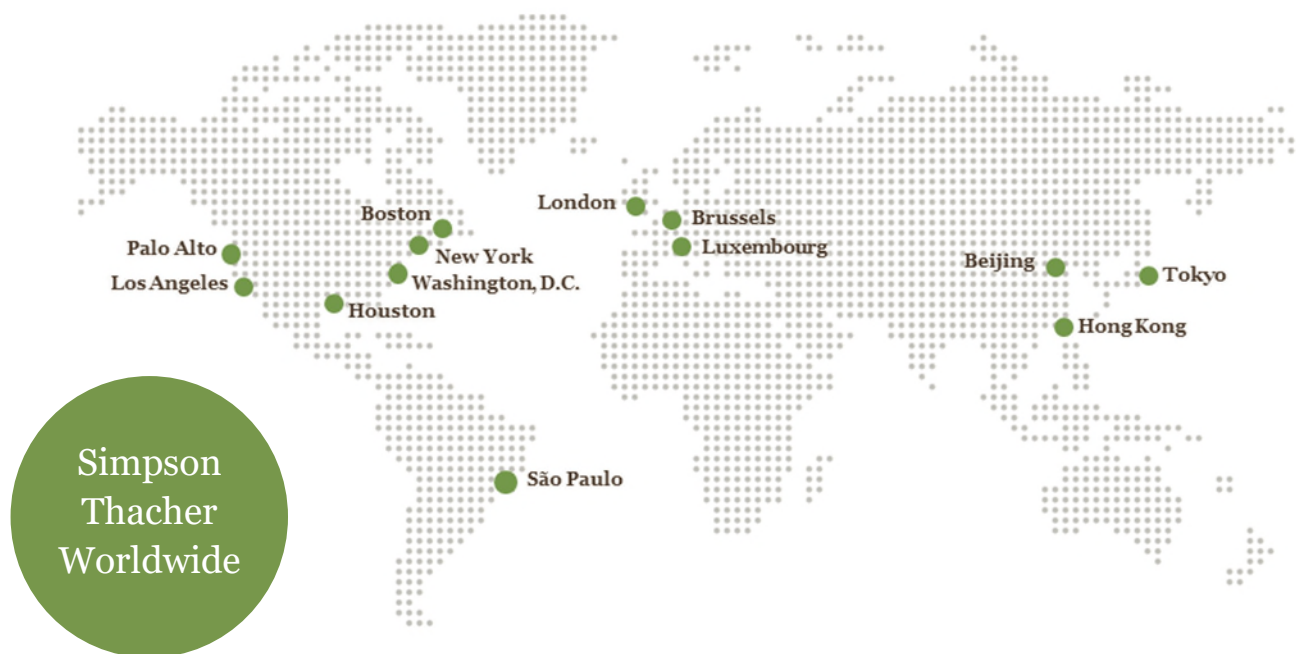 London
Boston
Brussels
Palo Alto
New York
Luxembourg
Beijing
Tokyo
Los Angeles
Washington, D.C.
Houston
Hong Kong
São Paulo
Simpson
Thacher
Worldwide